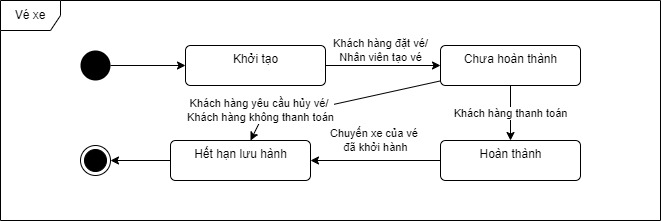 Vé xe
Khởi tạo
Khách hàng đặt vé/
Nhân viên tạo vé
Chưa hoàn thành
Khách hàng yêu cầu hủy vé/
Khách hàng không thanh toán
Khách hàng thanh toán
Hết hạn lưu hành
Chuyến xe của vé
đã khởi hành
Hoàn thành